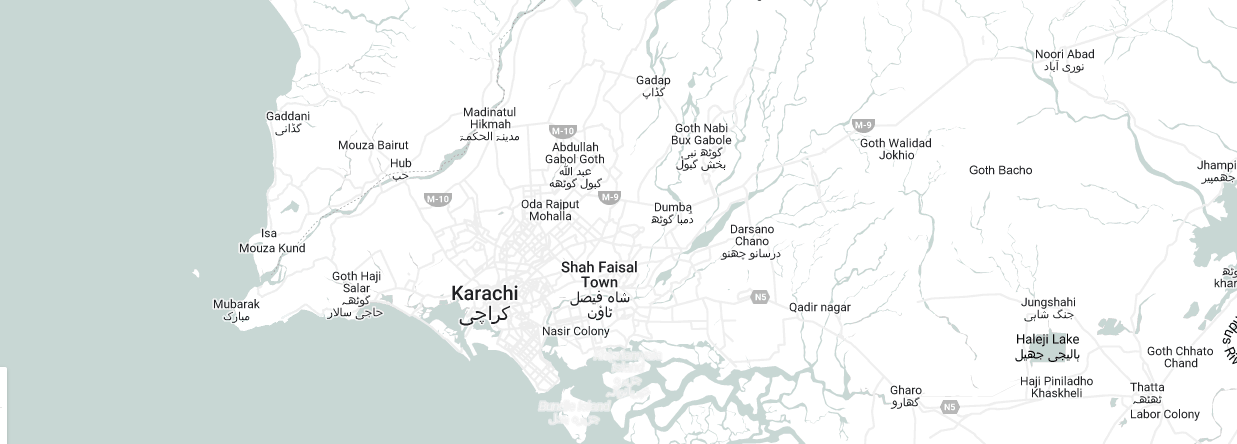 Noori Abad
نوری آباد
Gadap
گڈاپ
Gaddani
گڈانی
Madinatul
Hikmah
مدینۃ الحکمۃ
M-10
Abdullah
Gabol Goth
عبد اللہ
گبول گوٹھ
Goth Nabi
Bux Gabole
گوٹھ نبی
بخش گبول
M-9
Goth Walidad
Jokhio
Mouza Bairut
Hub
حب
Goth Bacho
Jhampi
جھمپیر
M-10
M-9
Oda Rajput
Mohalla
Dumba
دمبا گوٹھ
Isa
Mouza Kund
Darsano
Chano
درسانو چھنو
Shah Faisal
Town
شاہ فیصل
ٹاؤن
Goth Haji
Salar
گوٹھ
حاجی سالار
Karachi
کراچی
Mubarak
مبارک
N5
Qadir nagar
Jungshahi
جنگ شاہی
Nasir Colony
Haleji Lake
ہالیجی جھیل
Goth Chhato
Chand
Haji Piniladho
Khaskheli
Gharo
گھارو
N5
Thatta
ٹھٹھہ
Labor Colony